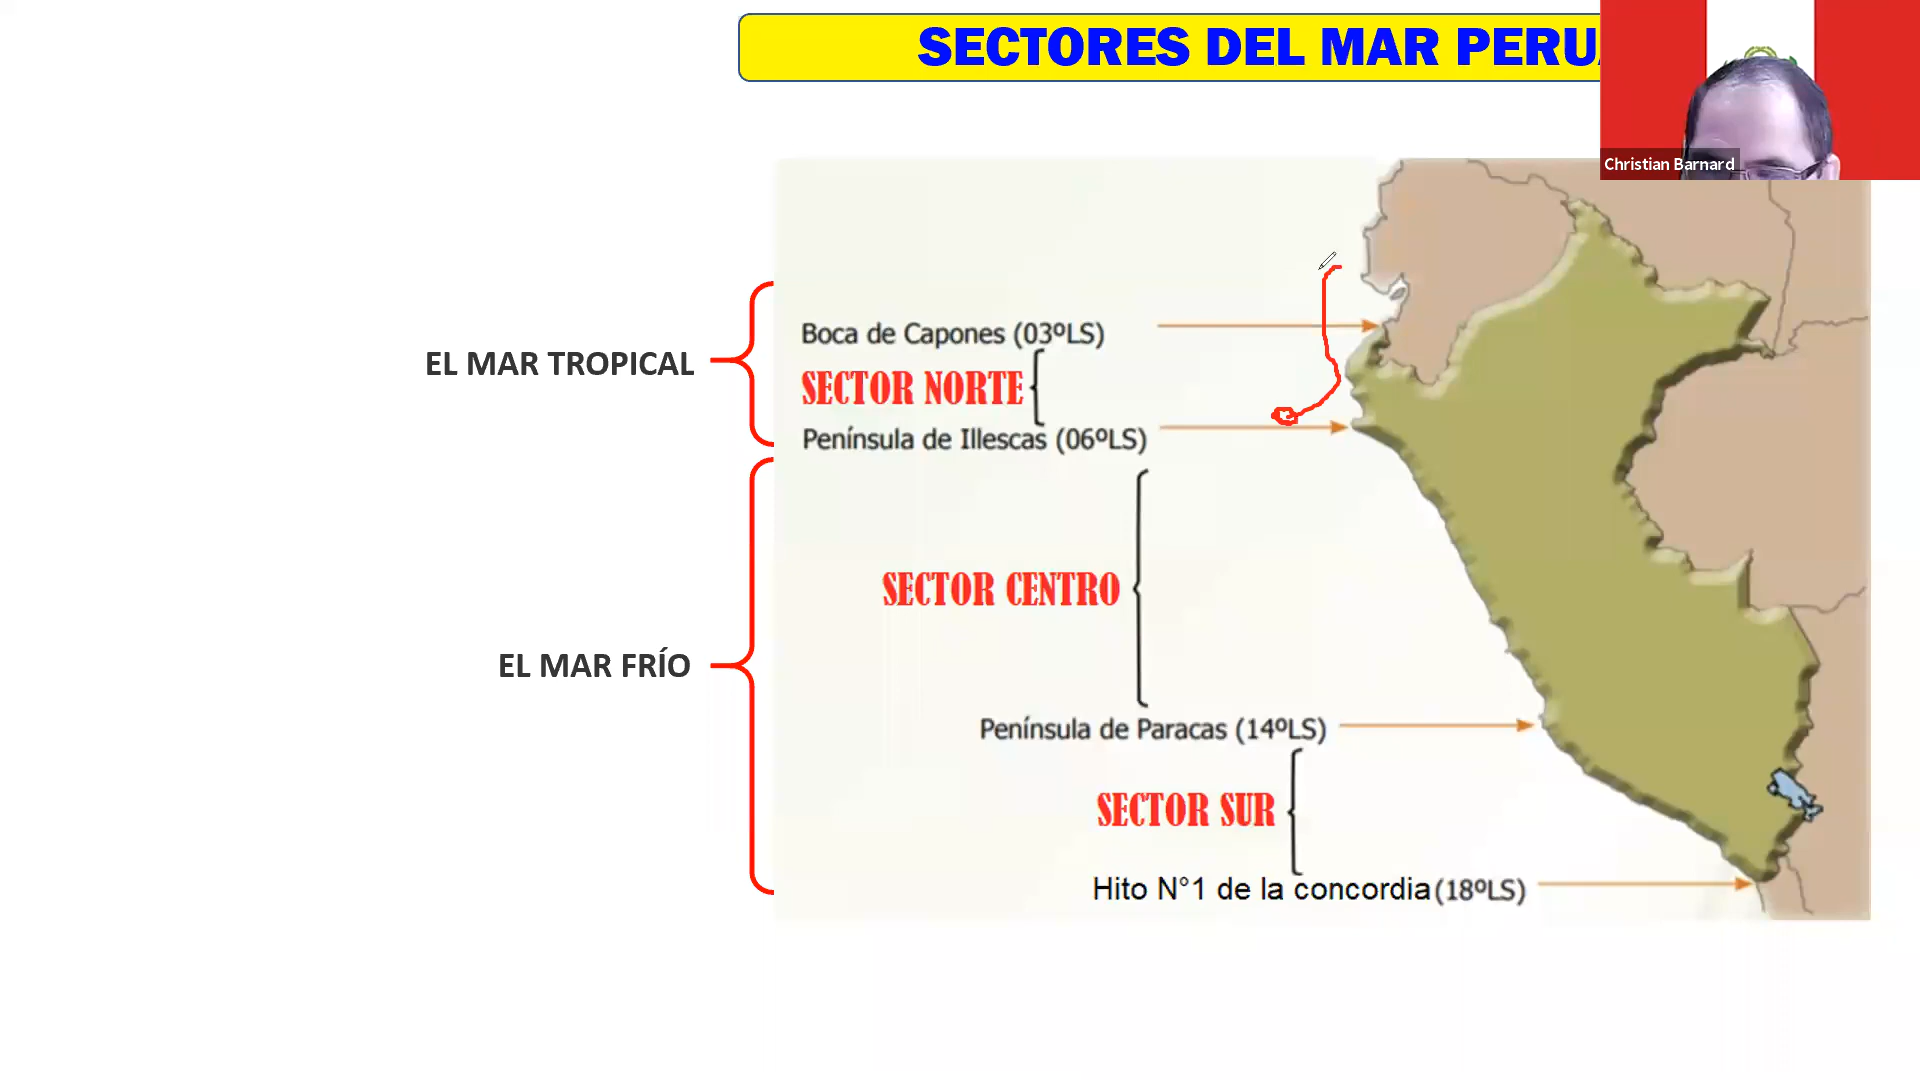 SECTORES DEL MAR
Christian Barnard
Boca de Capones (03ºLS)
EL MAR TROPICAL
SECTOR NORTE
Península de Illescas (06ºLS)
SECTOR CENTRO
EL MAR FRÍO
Península de Paracas (14ºLS)
SECTOR SUR
Hito N°1 de la concordia (18ºLS)